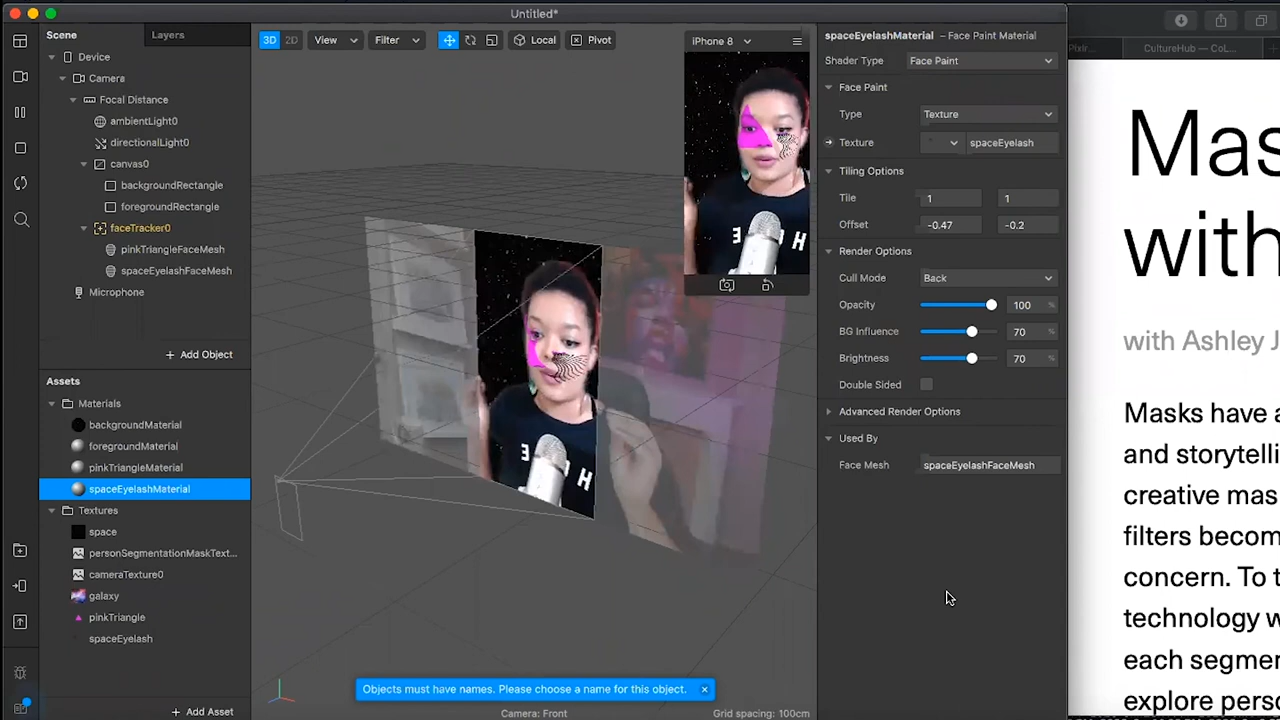 Untitled*
Scene
Layers
Device
Camera
Focal Distance
ambientLight0
directionalLight0
canvas0
backgroundRectangle
foregroundRectangle
faceTracker0
pinkTriangleFaceMesh
spaceEyelashFaceMesh
Microphone
+ Add Object
Assets
Materials
backgroundMaterial
foregroundMaterial
pinkTriangleMaterial
spaceEyelashMaterial
Textures
space
personSegmentationMaskText...
cameraTexture0
galaxy
pinkTriangle
spaceEyelash
+ Add Asset
3D 2D View Filter Local Pivot
iPhone 8
Objects must have names. Please choose a name for this object.
Camera: Front
Grid spacing: 100cm
spaceEyelashMaterial – Face Paint Material
Shader Type Face Paint
Face Paint
Type Texture
Texture spaceEyelash
Tiling Options
Tile 1 1
Offset -0.47 -0.2
Render Options
Cull Mode Back
Opacity 100 %
BG Influence 70 %
Brightness 70 %
Double Sided
Advanced Render Options
Used By
Face Mesh spaceEyelashFaceMesh
CultureHub — CoL...
Mas
with
with Ashley J
Masks have a
and storytelli
creative mas
filters becom
concern. To t
technology w
each segmen
explore perso